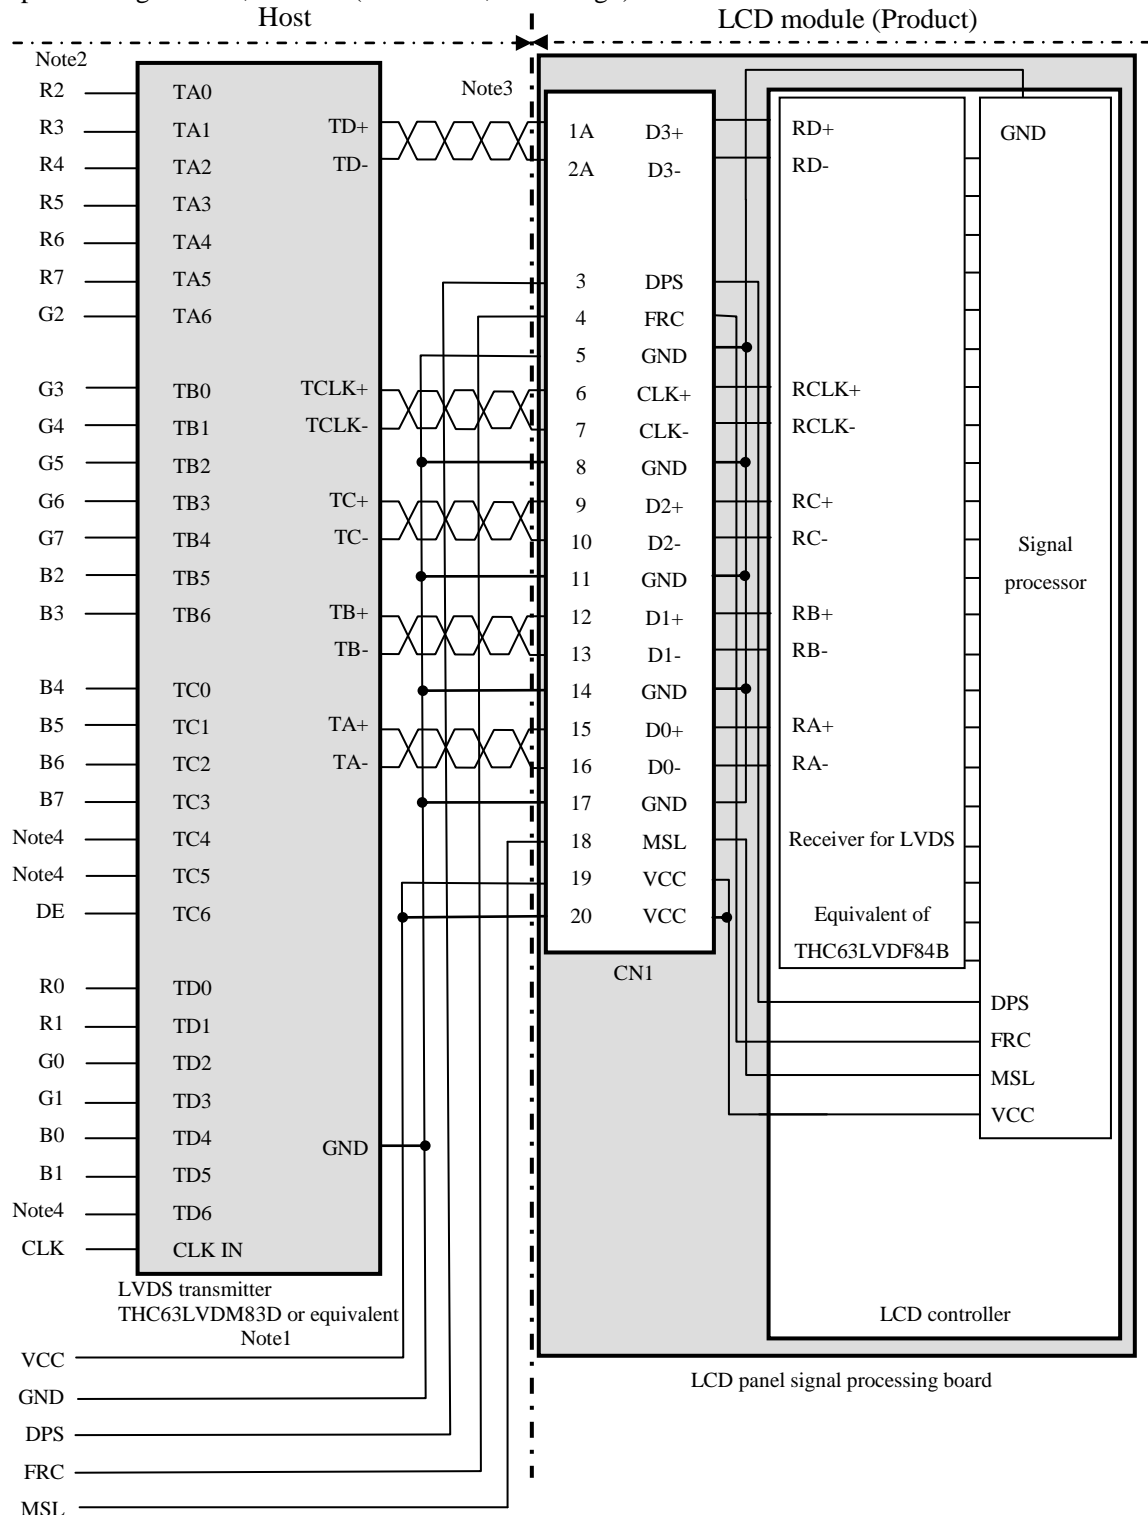 Host
LCD module (Product)
Note2
Note3
R2 TA0
R3 TA1
R4 TA2
R5 TA3
R6 TA4
R7 TA5
G2 TA6
G3 TB0
G4 TB1
G5 TB2
G6 TB3
G7 TB4
B2 TB5
B3 TB6
B4 TC0
B5 TC1
B6 TC2
B7 TC3
Note4 TC4
Note4 TC5
DE TC6
R0 TD0
R1 TD1
G0 TD2
G1 TD3
B0 TD4
B1 TD5
Note4 TD6
CLK CLK IN
TD+
TD-
TCLK+
TCLK-
TC+
TC-
TB+
TB-
TA+
TA-
GND
LVDS transmitter
THC63LVDM83D or equivalent
Note1
VCC
GND
DPS
FRC
MSL
1A D3+
2A D3-
3 DPS
4 FRC
5 GND
6 CLK+
7 CLK-
8 GND
9 D2+
10 D2-
11 GND
12 D1+
13 D1-
14 GND
15 D0+
16 D0-
17 GND
18 MSL
19 VCC
20 VCC
CN1
RD+
RD-
RCLK+
RCLK-
RC+
RC-
RB+
RB-
RA+
RA-
Receiver for LVDS
Equivalent of
THC63LVDF84B
GND
Signal
processor
DPS
FRC
MSL
VCC
LCD controller
LCD panel signal processing board